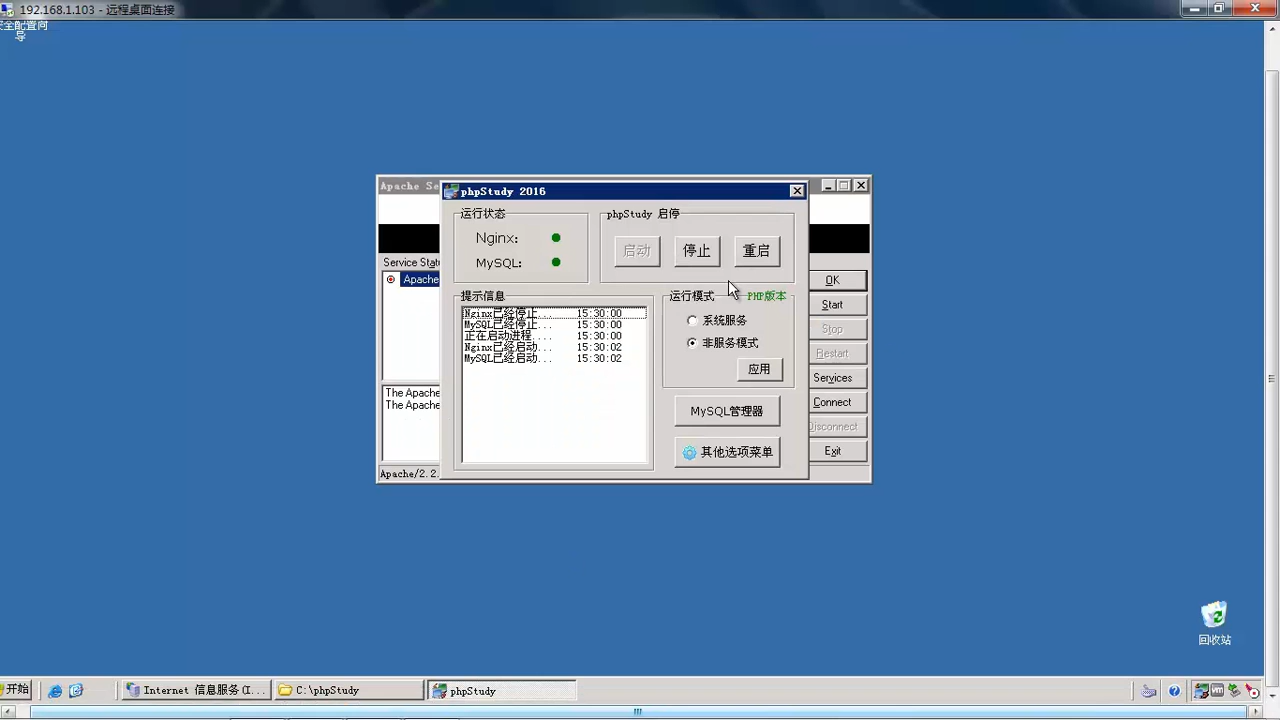 192.168.1.103 - 远程桌面连接
安全配置向
导
Apache Se
phpStudy 2016
运行状态
phpStudy 启停
Nginx:
启动
停止
重启
MySQL:
Service Stat
Apache
OK
提示信息
运行模式
PHP版本
Start
Nginx已经停止... 15:30:00
MySQL已经停止... 15:30:00
正在启动进程... 15:30:00
Nginx已经启动... 15:30:02
MySQL已经启动... 15:30:02
系统服务
非服务模式
应用
Stop
Restart
Services
The Apache
The Apache
MySQL管理器
Connect
Disconnect
其他选项菜单
Exit
Apache/2.2.
回收站
开始
Internet 信息服务(I...
C:\phpStudy
phpStudy